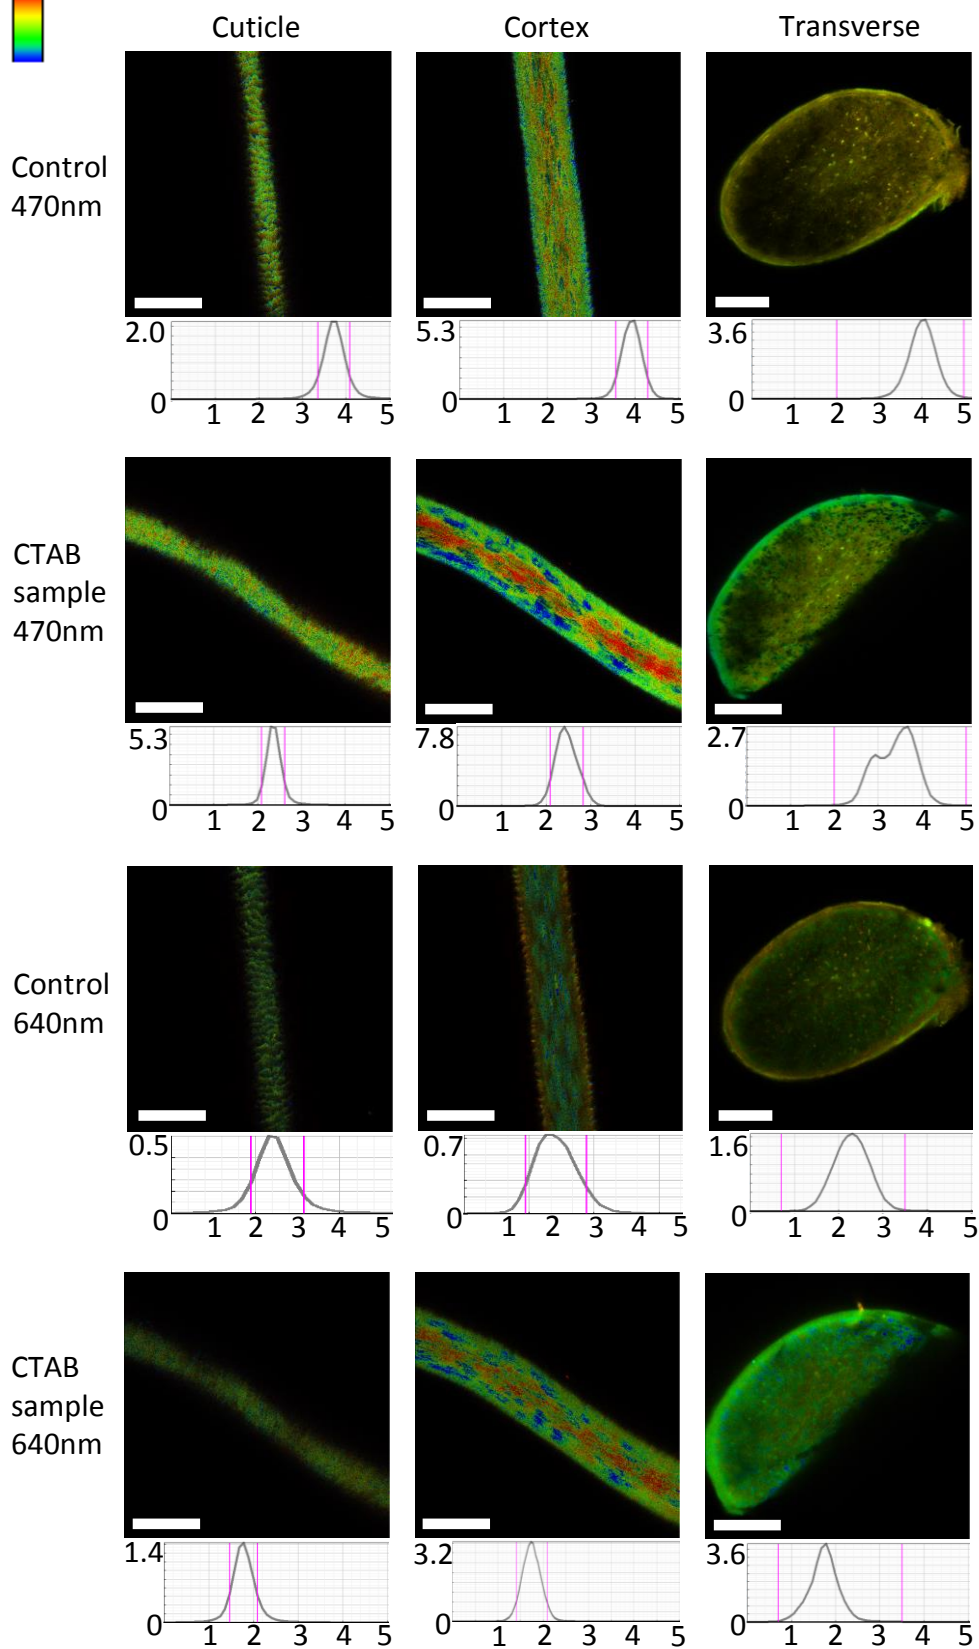 Cuticle Cortex Transverse
Control
470nm
2.0 5.3 3.6
0 1 2 3 4 5 0 1 2 3 4 5 0 1 2 3 4 5
CTAB
sample
470nm
5.3 7.8 2.7
0 1 2 3 4 5 0 1 2 3 4 5 0 1 2 3 4 5
Control
640nm
0.5 0.7 1.6
0 1 2 3 4 5 0 1 2 3 4 5 0 1 2 3 4 5
CTAB
sample
640nm
1.4 3.2 3.6
0 1 2 3 4 5 0 1 2 3 4 5 0 1 2 3 4 5